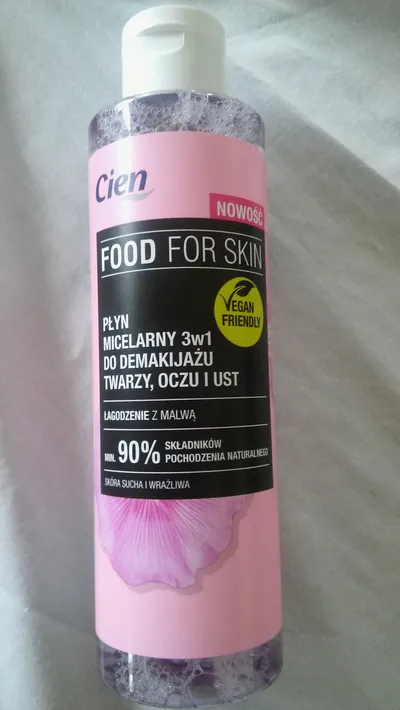 Cien
NOWOŚĆ
FOOD FOR SKIN
VEGAN
FRIENDLY
PŁYN
MICELARNY 3w1
DO DEMAKIJAŻU
TWARZY, OCZU I UST
ŁAGODZENIE Z MALWĄ
MIN. 90% SKŁADNIKÓW
POCHODZENIA NATURALNEGO
SKÓRA SUCHA I WRAŻLIWA